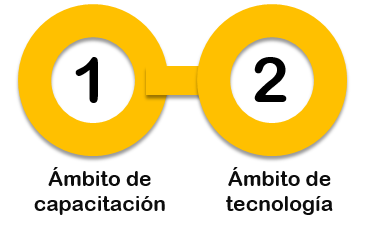 1
2
Ámbito de
capacitación
Ámbito de
tecnología